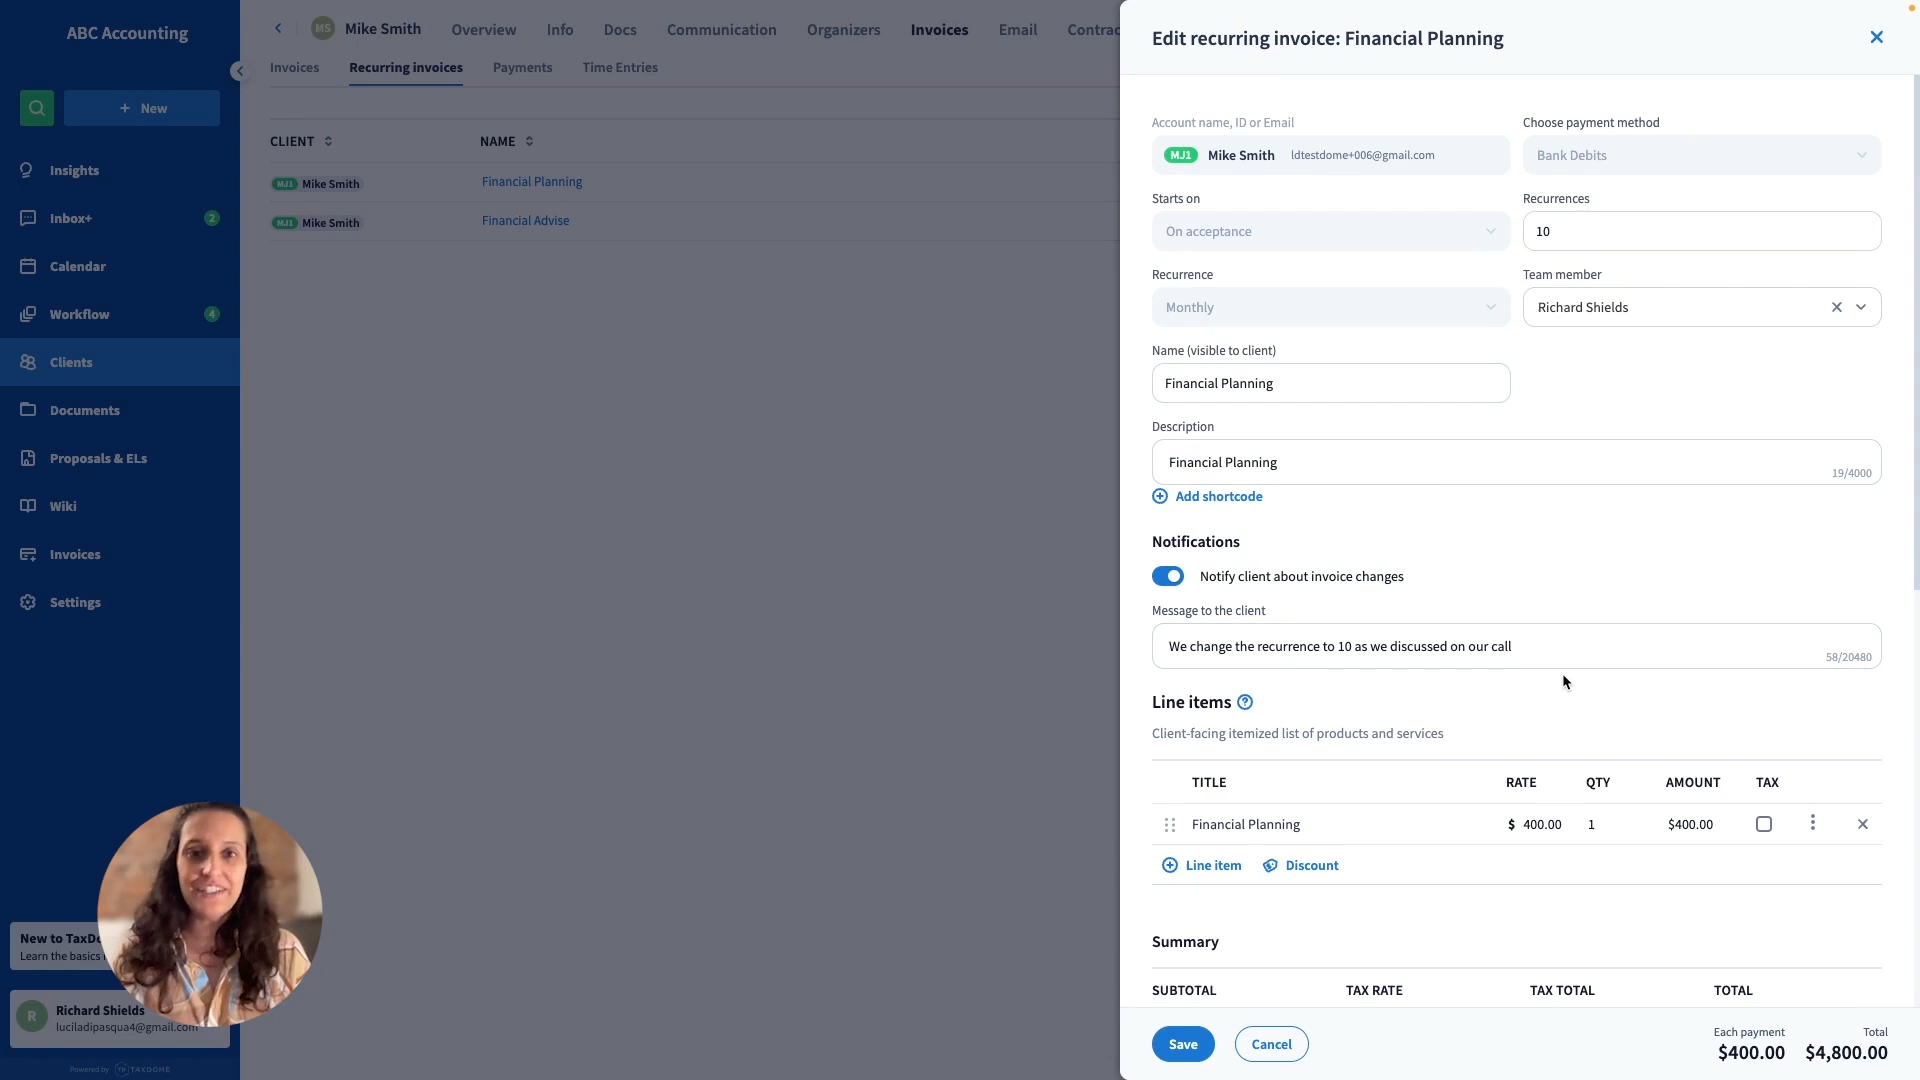 ABC Accounting
New
Insights
Inbox+ 2
Calendar
Workflow 4
Clients
Documents
Proposals & ELs
Wiki
Invoices
Settings
New to TaxDo
Learn the basics
R Richard Shields
luciladipasqua4@gmail.com
Powered by TAXDOME
MS Mike Smith Overview Info Docs Communication Organizers Invoices Email Contrac
Invoices Recurring invoices Payments Time Entries
CLIENT NAME
MJ1 Mike Smith Financial Planning
MJ1 Mike Smith Financial Advise
Edit recurring invoice: Financial Planning
Account name, ID or Email Choose payment method
MJ1 Mike Smith ldtestdome+006@gmail.com Bank Debits
Starts on Recurrences
On acceptance 10
Recurrence Team member
Monthly Richard Shields
Name (visible to client)
Financial Planning
Description
Financial Planning
19/4000
Add shortcode
Notifications
Notify client about invoice changes
Message to the client
We change the recurrence to 10 as we discussed on our call
58/20480
Line items
Client-facing itemized list of products and services
TITLE RATE QTY AMOUNT TAX
Financial Planning $ 400.00 1 $400.00
Line item Discount
Summary
SUBTOTAL TAX RATE TAX TOTAL TOTAL
Save Cancel
Each payment Total
$400.00 $4,800.00